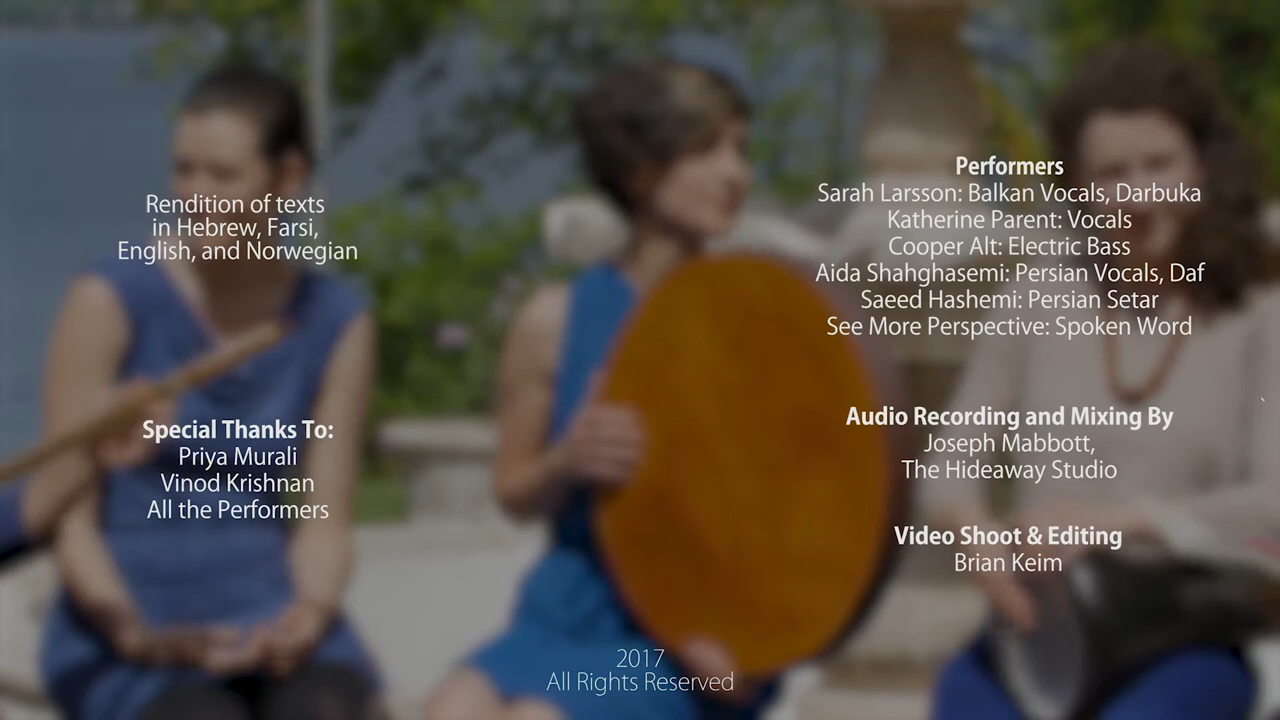 Rendition of texts
in Hebrew, Farsi,
English, and Norwegian
Special Thanks To:
Priya Murali
Vinod Krishnan
All the Performers
Performers
Sarah Larsson: Balkan Vocals, Darbuka
Katherine Parent: Vocals
Cooper Alt: Electric Bass
Aida Shahghasemi: Persian Vocals, Daf
Saeed Hashemi: Persian Setar
See More Perspective: Spoken Word
Audio Recording and Mixing By
Joseph Mabbott,
The Hideaway Studio
Video Shoot & Editing
Brian Keim
2017
All Rights Reserved